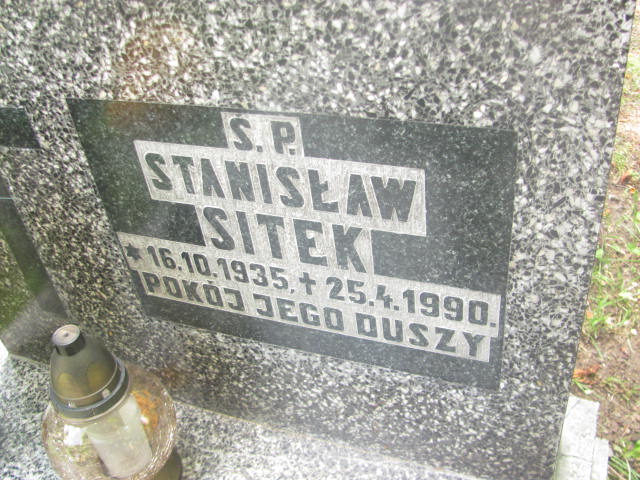 S. P.
STANISŁAW
SITEK
* 16.10.1935, + 25.4.1990.
POKÓJ JEGO DUSZY